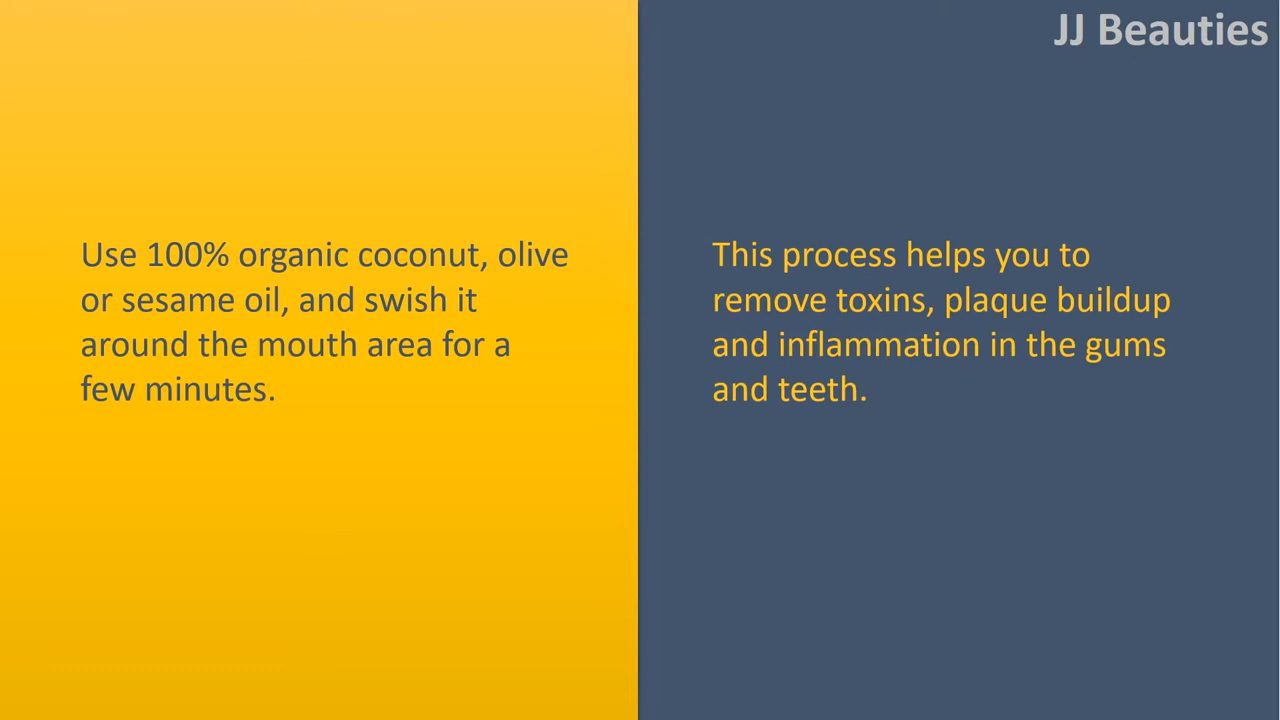 JJ Beauties
Use 100% organic coconut, olive
or sesame oil, and swish it
around the mouth area for a
few minutes.
This process helps you to
remove toxins, plaque buildup
and inflammation in the gums
and teeth.